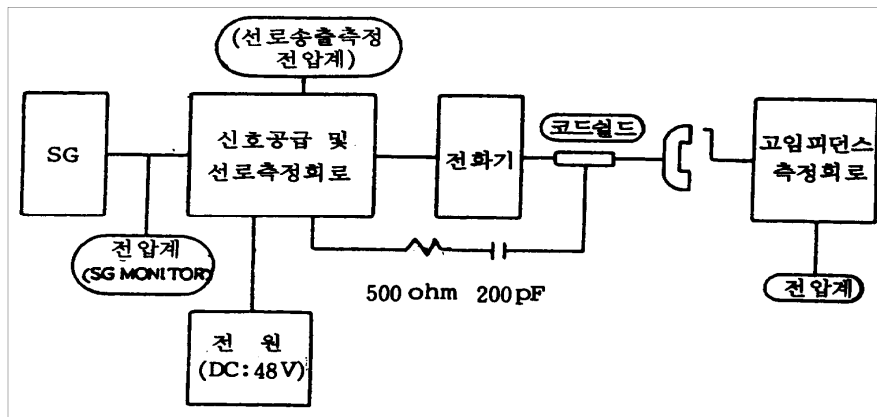 (선로송출측정
전압계)
SG
신호공급 및
선로측정회로
전화기
코드쉴드
고임피던스
측정회로
전압계
(SG MONITOR)
500 ohm 200 pF
전압계
전 원
(DC: 48 V)